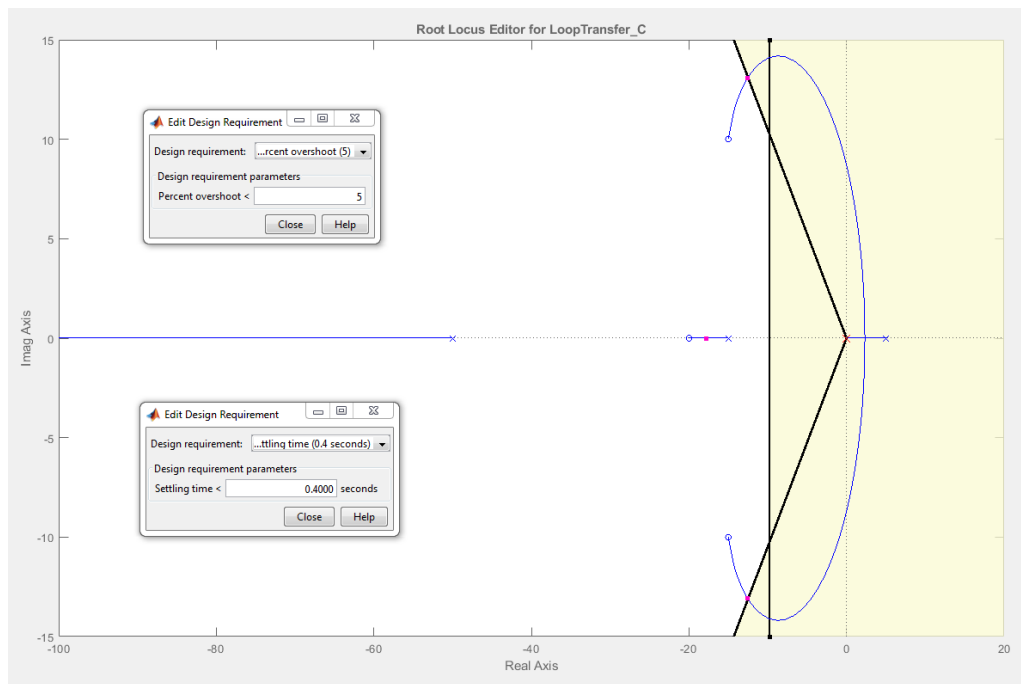 Root Locus Editor for LoopTransfer_C
15
10
5
0
-5
-10
-15
Imag Axis
-100
-80
-60
-40
-20
0
20
Real Axis
Edit Design Requirement
Design requirement: ...rcent overshoot (5)
Design requirement parameters
Percent overshoot < 5
Close Help
Edit Design Requirement
Design requirement: ...ttling time (0.4 seconds)
Design requirement parameters
Settling time < 0.4000 seconds
Close Help